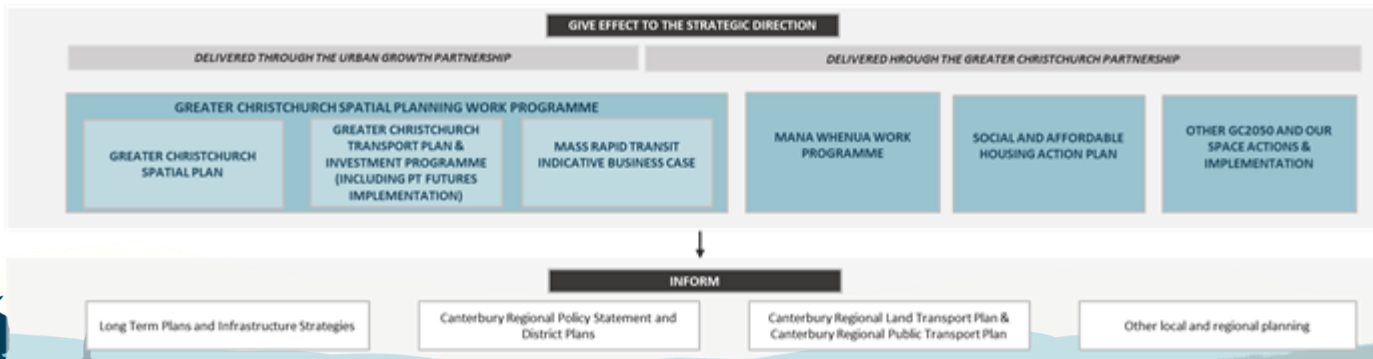 GIVE EFFECT TO THE STRATEGIC DIRECTION
DELIVERED THROUGH THE URBAN GROWTH PARTNERSHIP
DELIVERED HROUGH THE GREATER CHRISTCHURCH PARTNERSHIP
GREATER CHRISTCHURCH SPATIAL PLANNING WORK PROGRAMME
GREATER CHRISTCHURCH
SPATIAL PLAN
GREATER CHRISTCHURCH
TRANSPORT PLAN &
INVESTMENT PROGRAMME
(INCLUDING PT FUTURES
IMPLEMENTATION)
MASS RAPID TRANSIT
INDICATIVE BUSINESS CASE
MANA WHENUA WORK
PROGRAMME
SOCIAL AND AFFORDABLE
HOUSING ACTION PLAN
OTHER GC2050 AND OUR
SPACE ACTIONS &
IMPLEMENTATION
INFORM
Long Term Plans and Infrastructure Strategies
Canterbury Regional Policy Statement and
District Plans
Canterbury Regional Land Transport Plan &
Canterbury Regional Public Transport Plan
Other local and regional planning